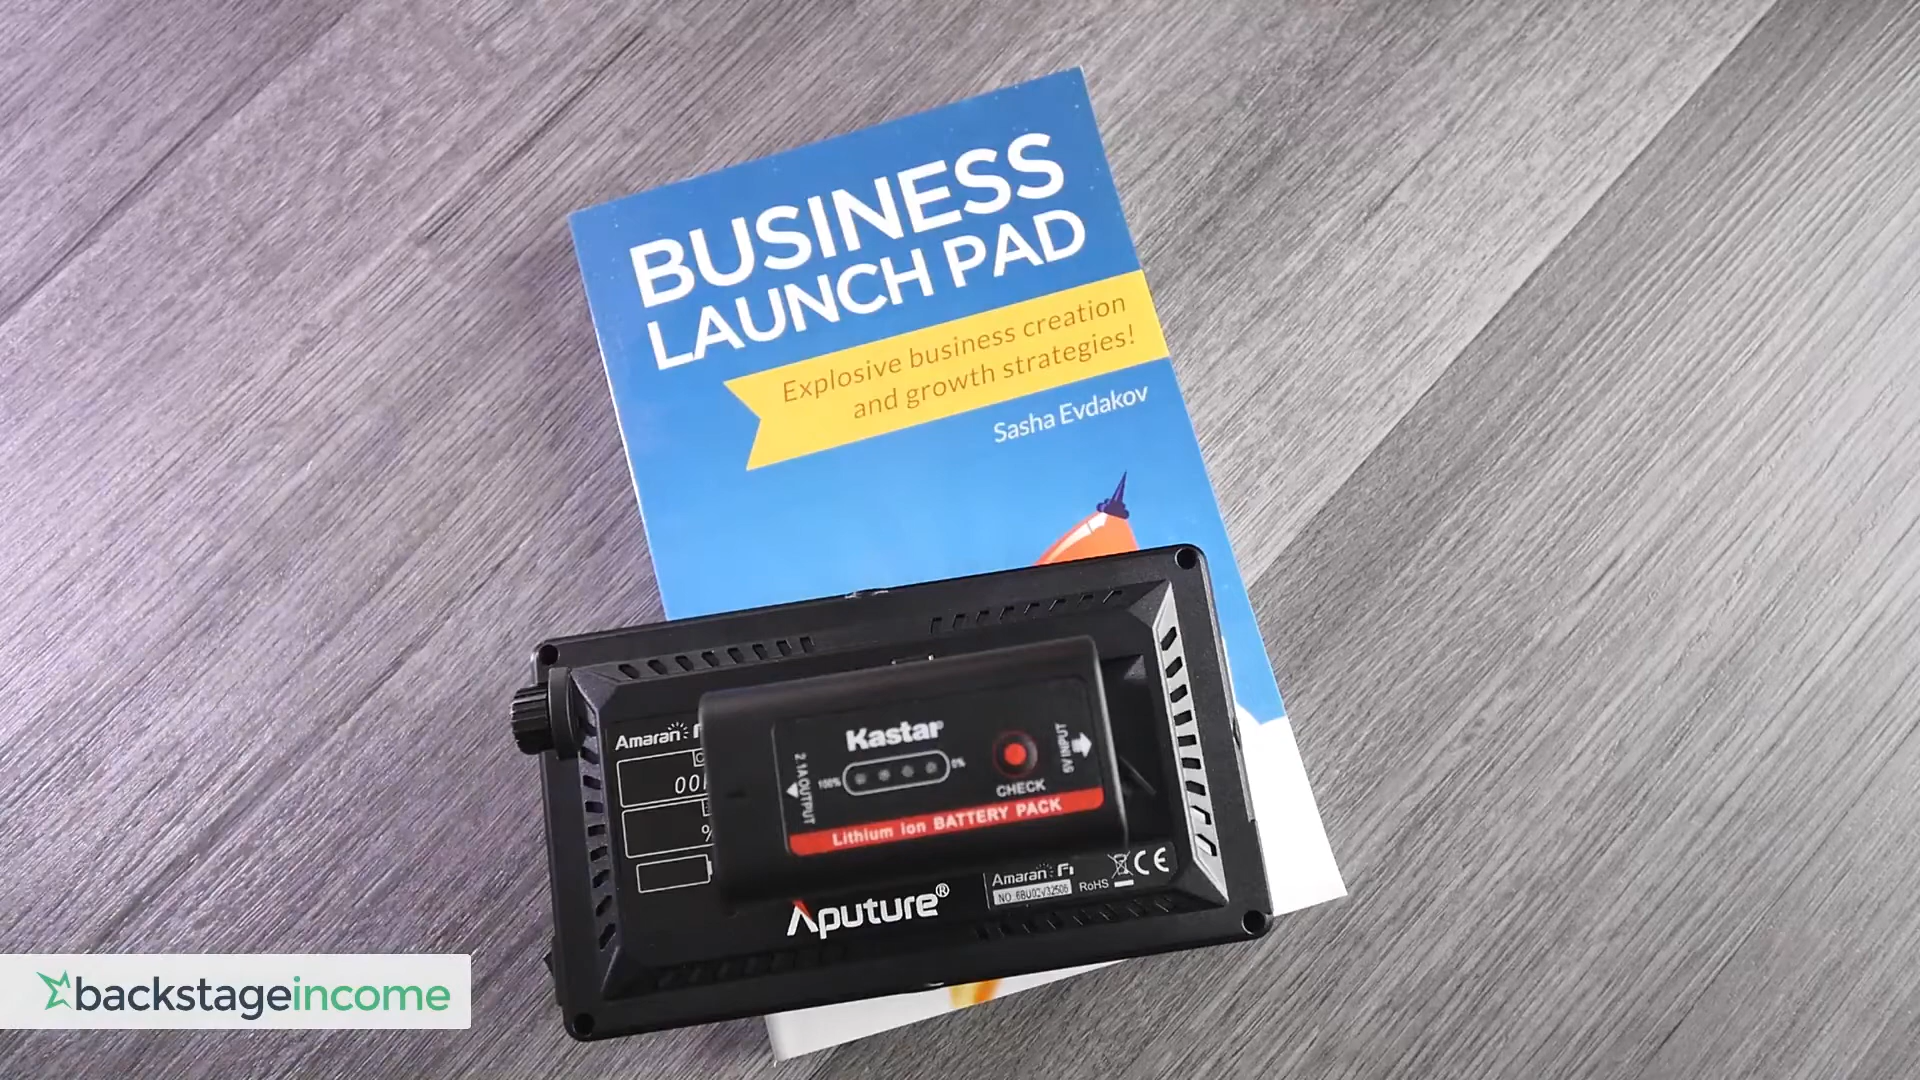 BUSINESS
LAUNCH PAD
Explosive business creation
and growth strategies!
Sasha Evdakov
Amaran
00
%
Kastar
2.1A OUTPUT
100%
0%
5V INPUT
CHECK
Lithium Ion BATTERY PACK
Aputure®
Amaran
RoHS
CE
backstageincome